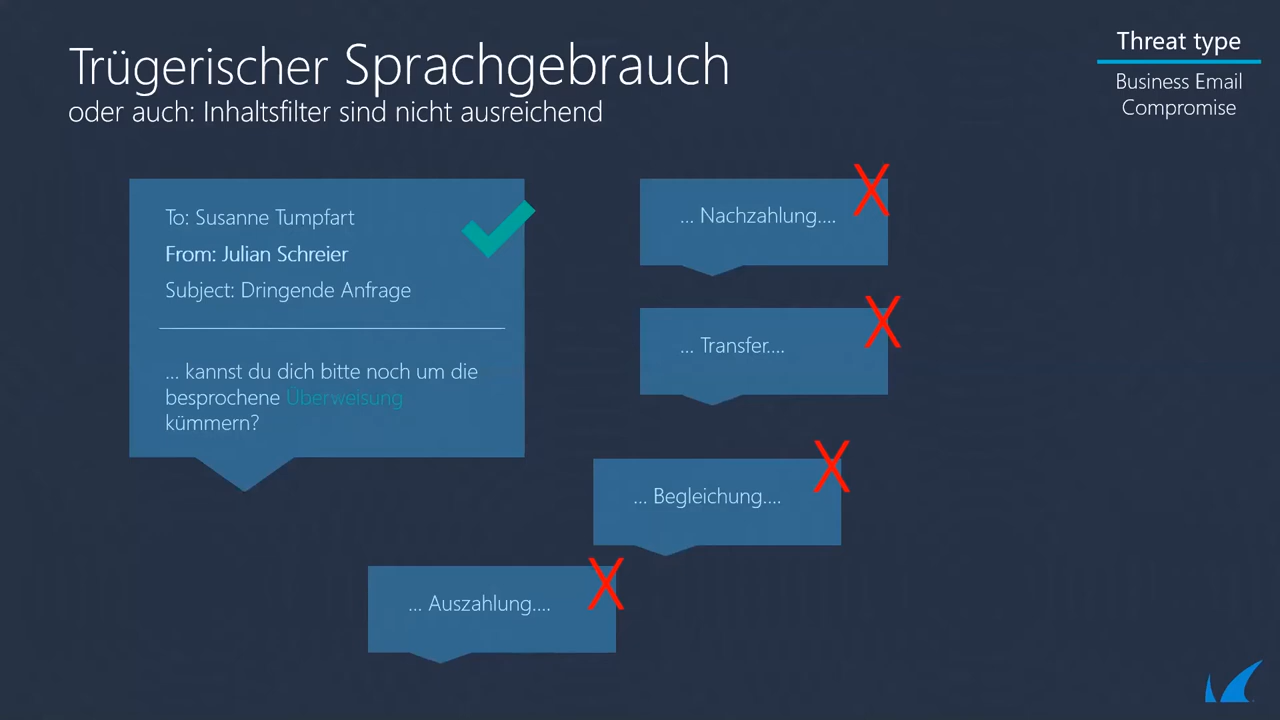 Trügerischer Sprachgebrauch
oder auch: Inhaltsfilter sind nicht ausreichend
Threat type
Business Email
Compromise
To: Susanne Tumpfart
From: Julian Schreier
Subject: Dringende Anfrage
... kannst du dich bitte noch um die
besprochene Überweisung
kümmern?
... Nachzahlung....
X
... Transfer....
X
... Begleichung....
X
... Auszahlung....
X